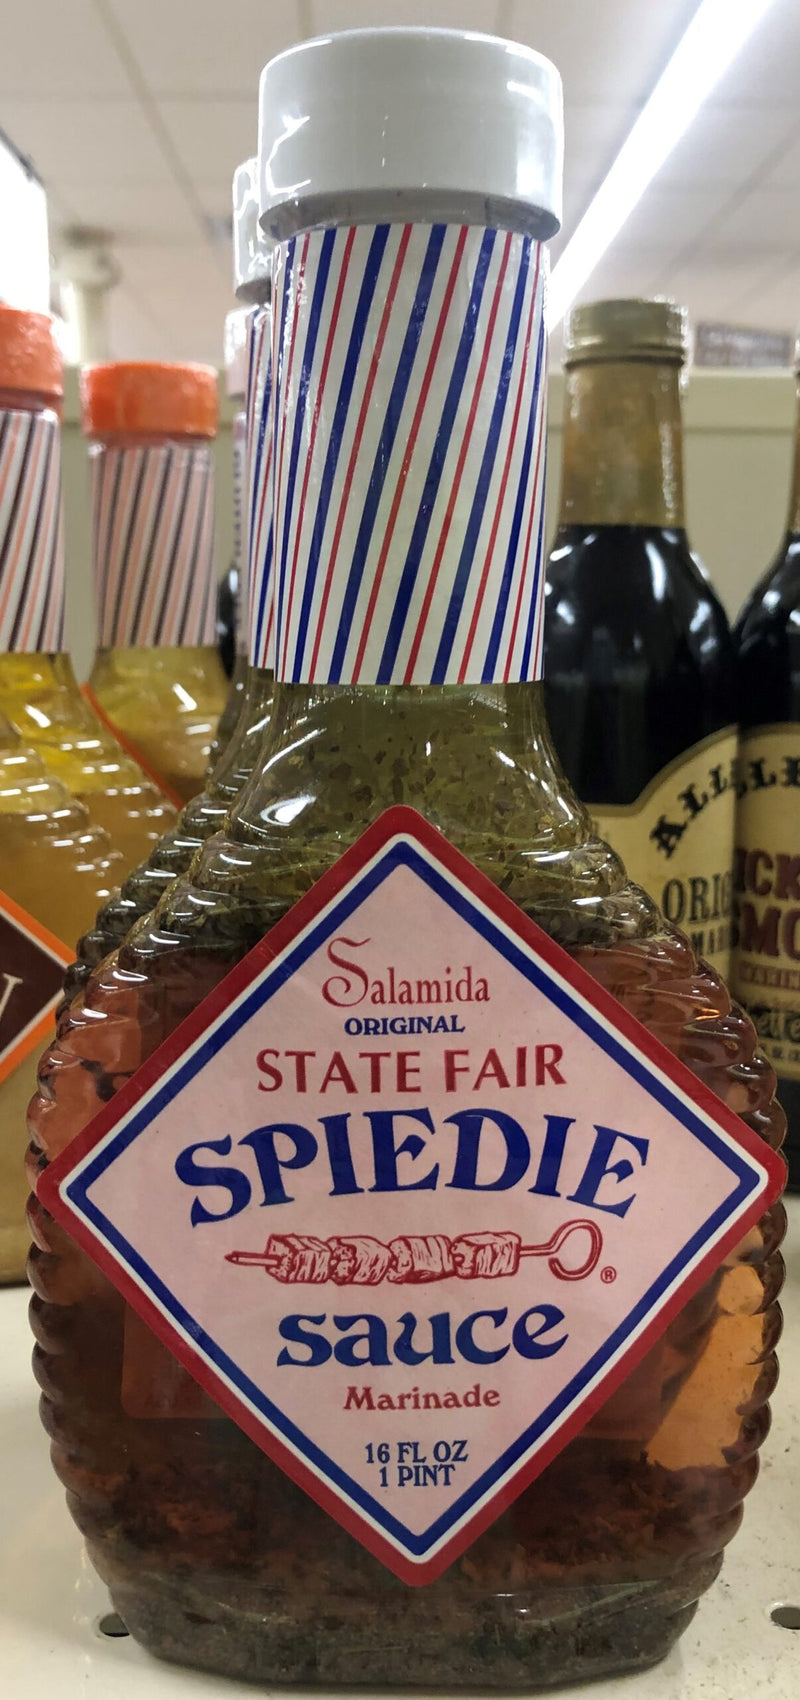 Salamida
ORIGINAL
STATE FAIR
SPIEDIE
®
sauce
Marinade
16 FL OZ
1 PINT